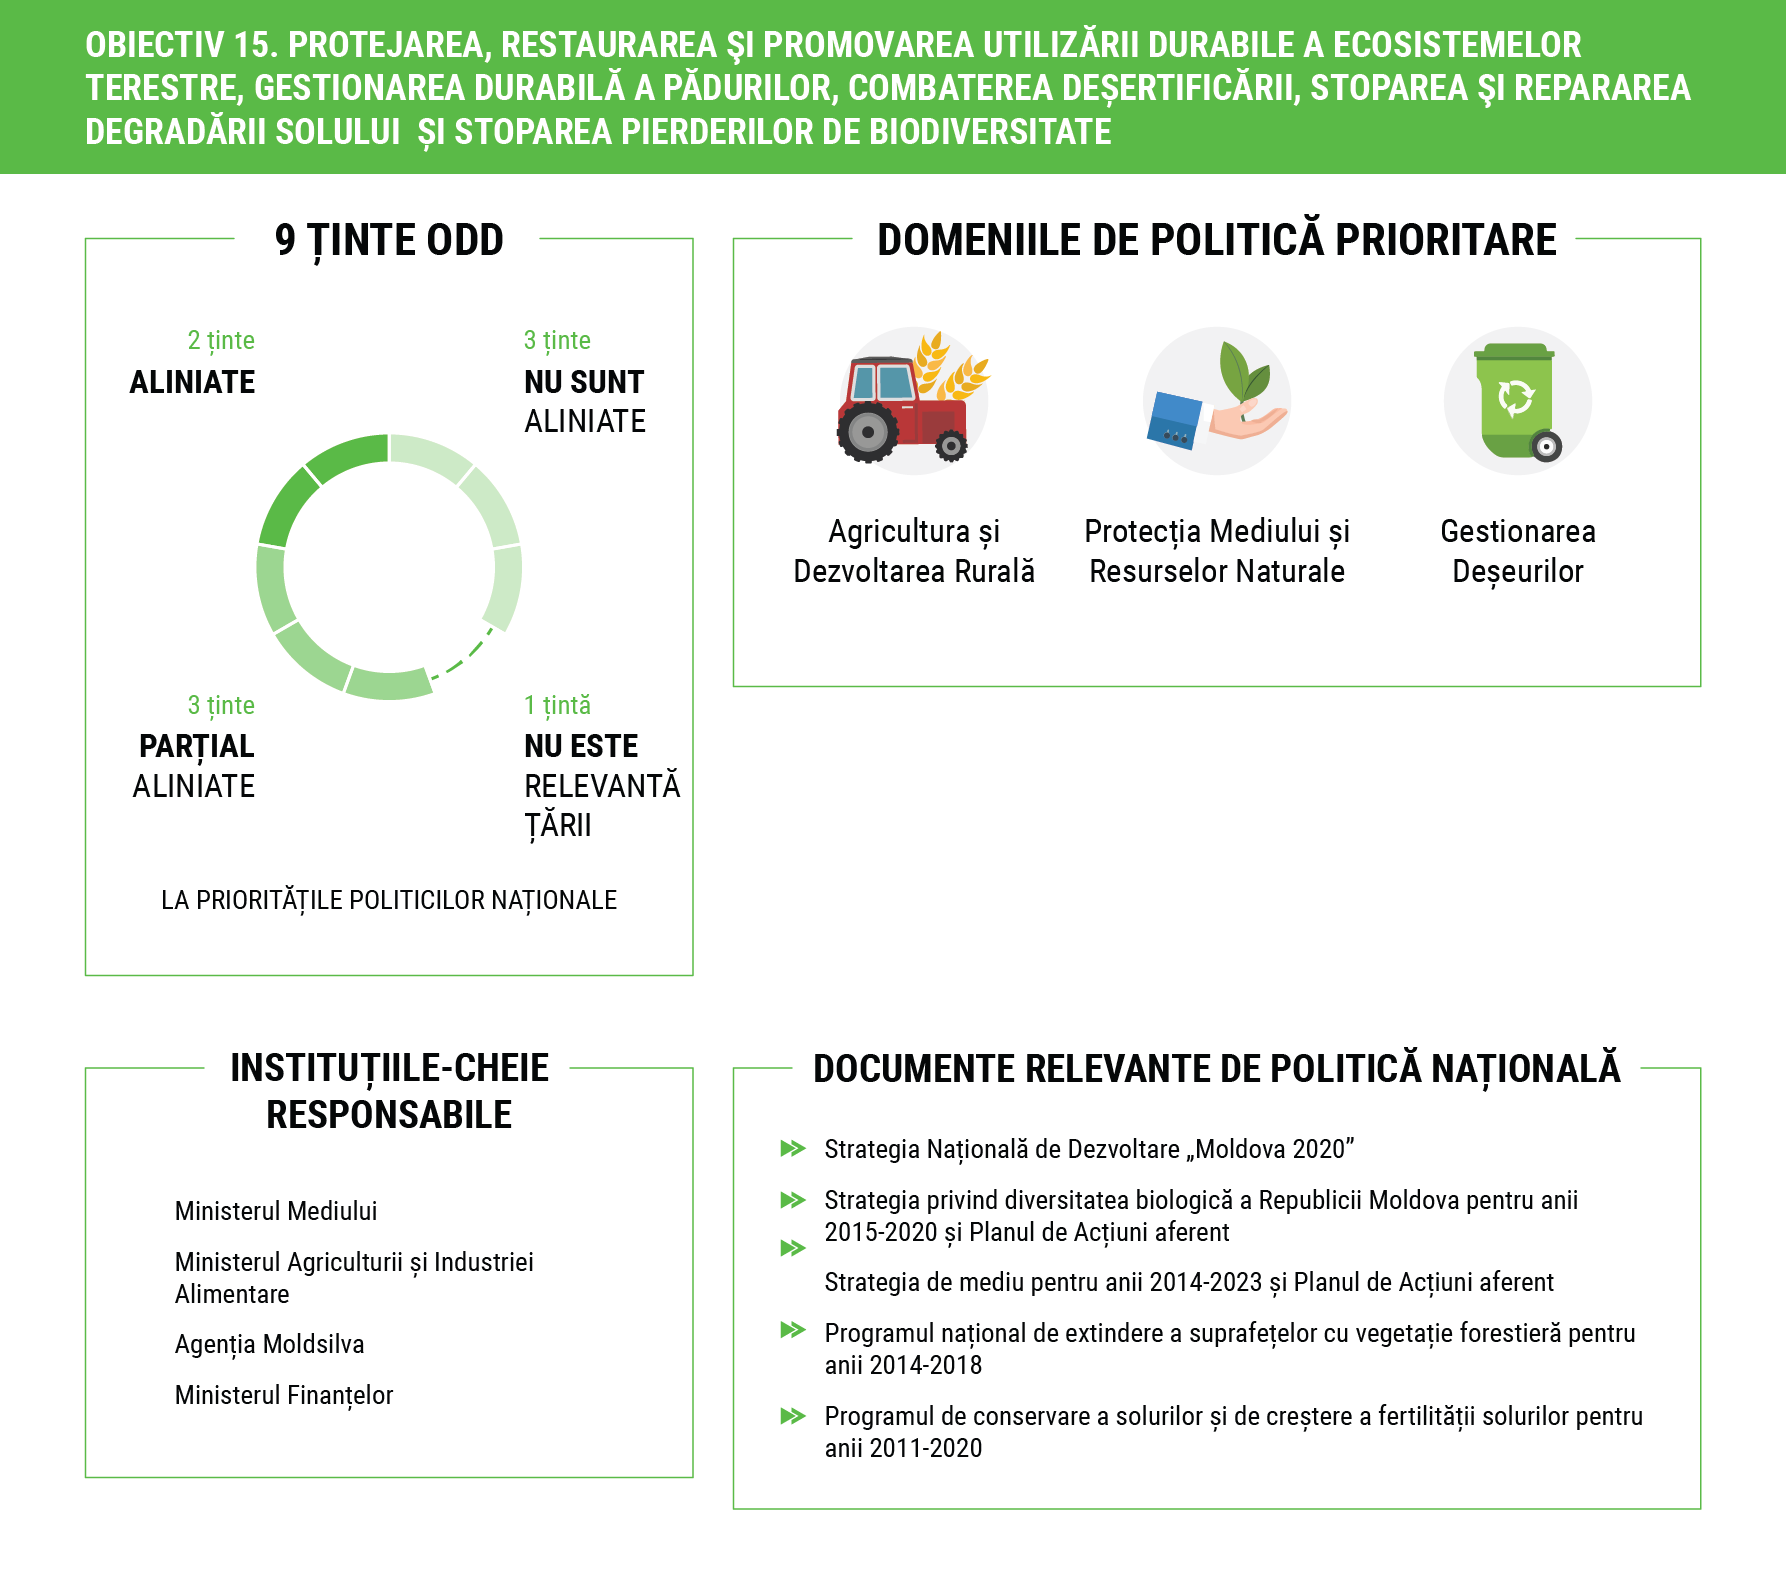 OBIECTIV 15. PROTEJAREA, RESTAURAREA ŞI PROMOVAREA UTILIZĂRII DURABILE A ECOSISTEMELOR
TERESTRE, GESTIONAREA DURABILĂ A PĂDURILOR, COMBATEREA DEȘERTIFICĂRII, STOPAREA ŞI REPARAREA
DEGRADĂRII SOLULUI ȘI STOPAREA PIERDERILOR DE BIODIVERSITATE
9 ȚINTE ODD
2 ținte
ALINIATE
3 ținte
NU SUNT
ALINIATE
3 ținte
PARȚIAL
ALINIATE
1 țintă
NU ESTE
RELEVANTĂ
ȚĂRII
LA PRIORITĂȚILE POLITICILOR NAȚIONALE
DOMENIILE DE POLITICĂ PRIORITARE
Agricultura și
Dezvoltarea Rurală
Protecția Mediului și
Resurselor Naturale
Gestionarea
Deșeurilor
INSTITUȚIILE-CHEIE
RESPONSABILE
Ministerul Mediului
Ministerul Agriculturii și Industriei
Alimentare
Agenția Moldsilva
Ministerul Finanțelor
DOCUMENTE RELEVANTE DE POLITICĂ NAȚIONALĂ
Strategia Națională de Dezvoltare „Moldova 2020”
Strategia privind diversitatea biologică a Republicii Moldova pentru anii
2015-2020 și Planul de Acțiuni aferent
Strategia de mediu pentru anii 2014-2023 și Planul de Acțiuni aferent
Programul național de extindere a suprafețelor cu vegetație forestieră pentru
anii 2014-2018
Programul de conservare a solurilor și de creștere a fertilității solurilor pentru
anii 2011-2020